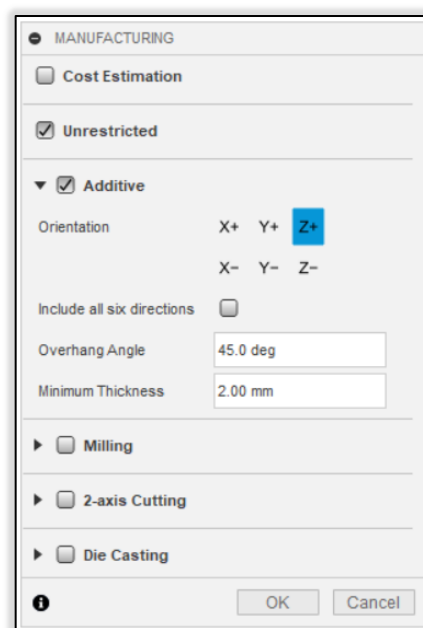 MANUFACTURING
Cost Estimation
Unrestricted
Additive
Orientation X+ Y+ Z+
X− Y− Z−
Include all six directions
Overhang Angle 45.0 deg
Minimum Thickness 2.00 mm
Milling
2-axis Cutting
Die Casting
OK Cancel